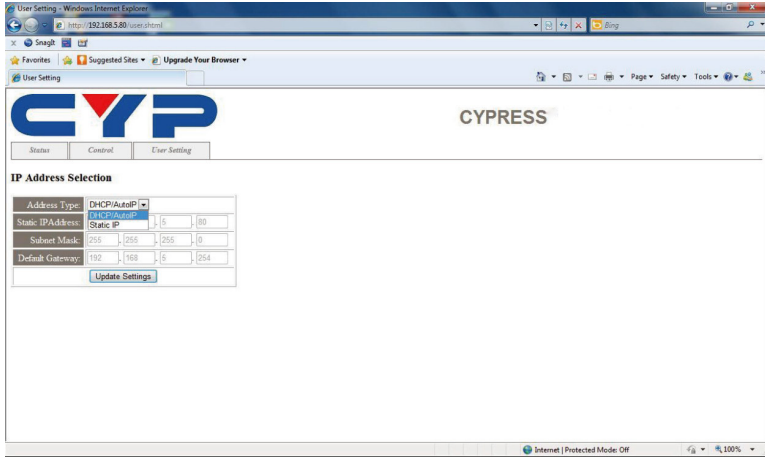 User Setting - Windows Internet Explorer
http://192.168.5.80/user.shtml
Bing
x SnagIt
Favorites Suggested Sites Upgrade Your Browser
User Setting
Page Safety Tools
CYP
CYPRESS
Status Control User Setting
IP Address Selection
Address Type: DHCP/AutoIP
DHCP/AutoIP
Static IP
Static IPAddress: . 5 . 80
Subnet Mask: 255 . 255 . 255 . 0
Default Gateway: 192 . 168 . 5 . 254
Update Settings
Internet | Protected Mode: Off
100%